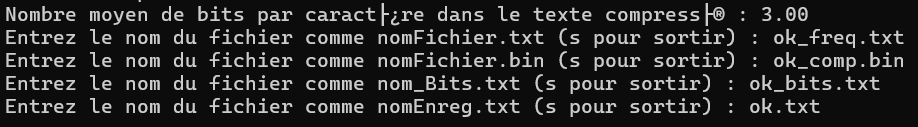 Nombre moyen de bits par caract├¿re dans le texte compress├® : 3.00
Entrez le nom du fichier comme nomFichier.txt (s pour sortir) : ok_freq.txt
Entrez le nom du fichier comme nomFichier.bin (s pour sortir) : ok_comp.bin
Entrez le nom du fichier comme nom_Bits.txt (s pour sortir) : ok_bits.txt
Entrez le nom du fichier comme nomEnreg.txt (s pour sortir) : ok.txt